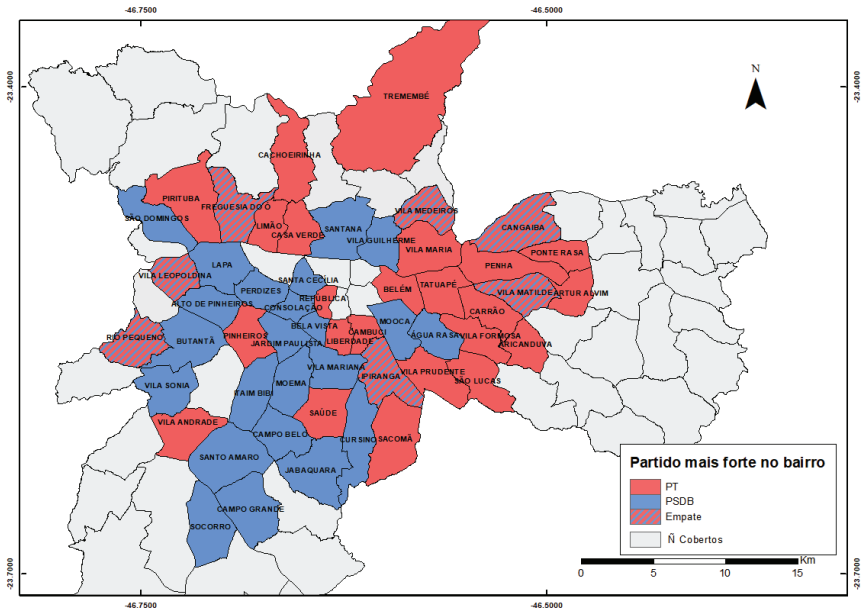 -46.7500
-46.5000
N
-23.4000
-23.4000
TREMEMBÉ
CACHOEIRINHA
PIRITUBA
FREGUESIA DO Ó
SÃO DOMINGOS
LIMÃO
CASA VERDE
SANTANA
VILA MEDEIROS
VILA GUILHERME
CANGAIBA
VILA MARIA
PONTE RASA
PENHA
LAPA
VILA LEOPOLDINA
SANTA CECÍLIA
PERDIZES
REPÚBLICA
BELÉM
TATUAPÉ
VILA MATILDE
ARTUR ALVIM
ALTO DE PINHEIROS
CONSOLAÇÃO
CARRÃO
MOOCA
BELA VISTA
CAMBUCI
RIO PEQUENO
BUTANTÃ
PINHEIROS
JARDIM PAULISTA
LIBERDADE
ÁGUA RASA
VILA FORMOSA
ARICANDUVA
VILA MARIANA
IPIRANGA
VILA PRUDENTE
SÃO LUCAS
VILA SONIA
MOEMA
ITAIM BIBI
SAÚDE
VILA ANDRADE
CAMPO BELO
CURSINO
SACOMÃ
SANTO AMARO
JABAQUARA
CAMPO GRANDE
SOCORRO
Partido mais forte no bairro
PT
PSDB
Empate
Ñ Cobertos
Km
0 5 10 15
-23.7000
-23.7000
-46.7500
-46.5000